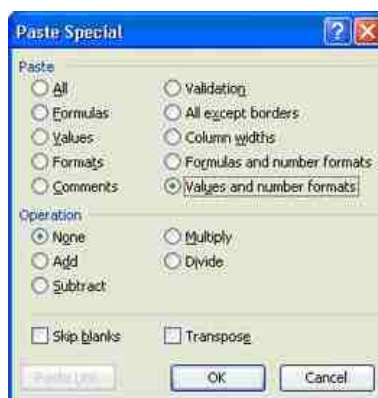 Paste Special
Paste
All
Validation
Formulas
All except borders
Values
Column widths
Formats
Formulas and number formats
Comments
Values and number formats
Operation
None
Multiply
Add
Divide
Subtract
Skip blanks
Transpose
Paste Link
OK
Cancel